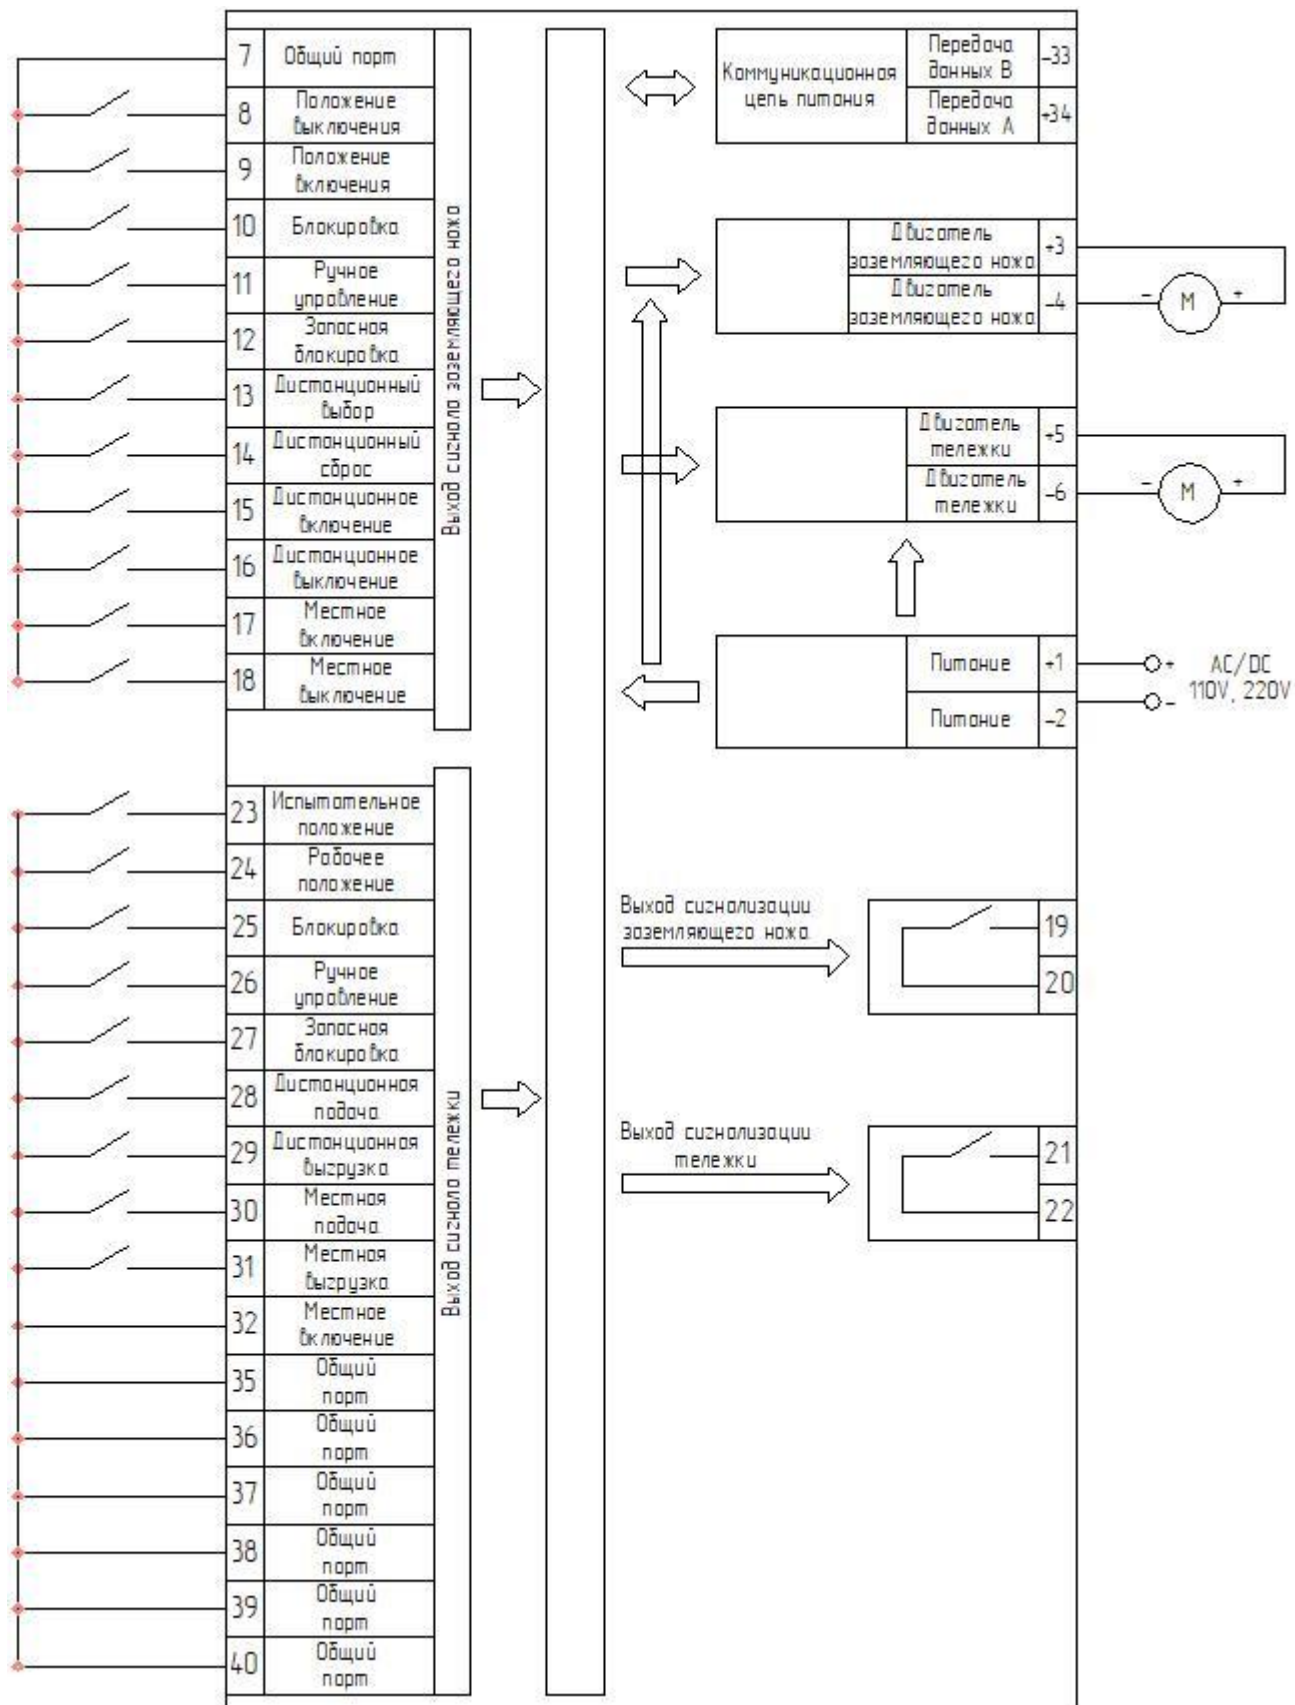 7
Общий порт
8
Положение
выключения
9
Положение
включения
10
Блокировка
11
Ручное
управление
12
Запасная
блокировка
13
Дистанционный
выбор
14
Дистанционный
сброс
15
Дистанционное
включение
16
Дистанционное
выключение
17
Местное
включение
18
Местное
выключение
Выход сигнала заземляющего ножа
23
Испытательное
положение
24
Рабочее
положение
25
Блокировка
26
Ручное
управление
27
Запасная
блокировка
28
Дистанционная
подача
29
Дистанционная
выгрузка
30
Местная
подача
31
Местная
выгрузка
32
Местное
включение
35
Общий
порт
36
Общий
порт
37
Общий
порт
38
Общий
порт
39
Общий
порт
40
Общий
порт
Выход сигнала тележки
Коммуникационная
цепь питания
Передача
данных В
-33
Передача
данных А
+34
Двигатель
заземляющего ножа
+3
Двигатель
заземляющего ножа
-4
- М +
Двигатель
тележки
+5
Двигатель
тележки
-6
- М +
Питание
+1
Питание
-2
+
-
AC/DC
110V, 220V
Выход сигнализации
заземляющего ножа
19
20
Выход сигнализации
тележки
21
22